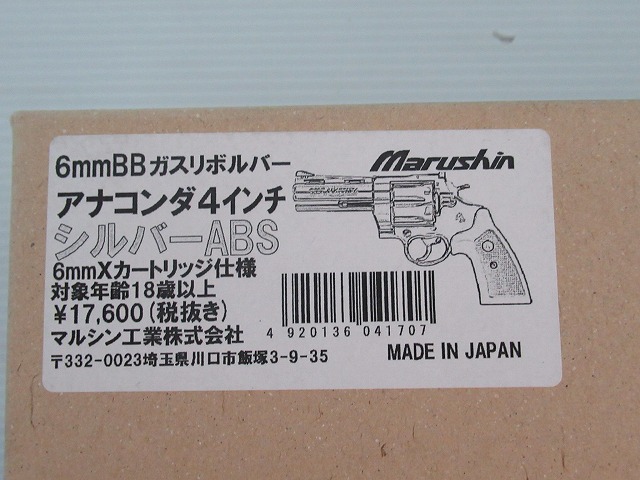 6mmBBガスリボルバー
Marushin
アナコンダ4インチ
シルバーABS
6mmXカートリッジ仕様
対象年齢18歳以上
¥17,600(税抜き)
マルシン工業株式会社
4 920136 041707
〒332-0023埼玉県川口市飯塚3-9-35
MADE IN JAPAN